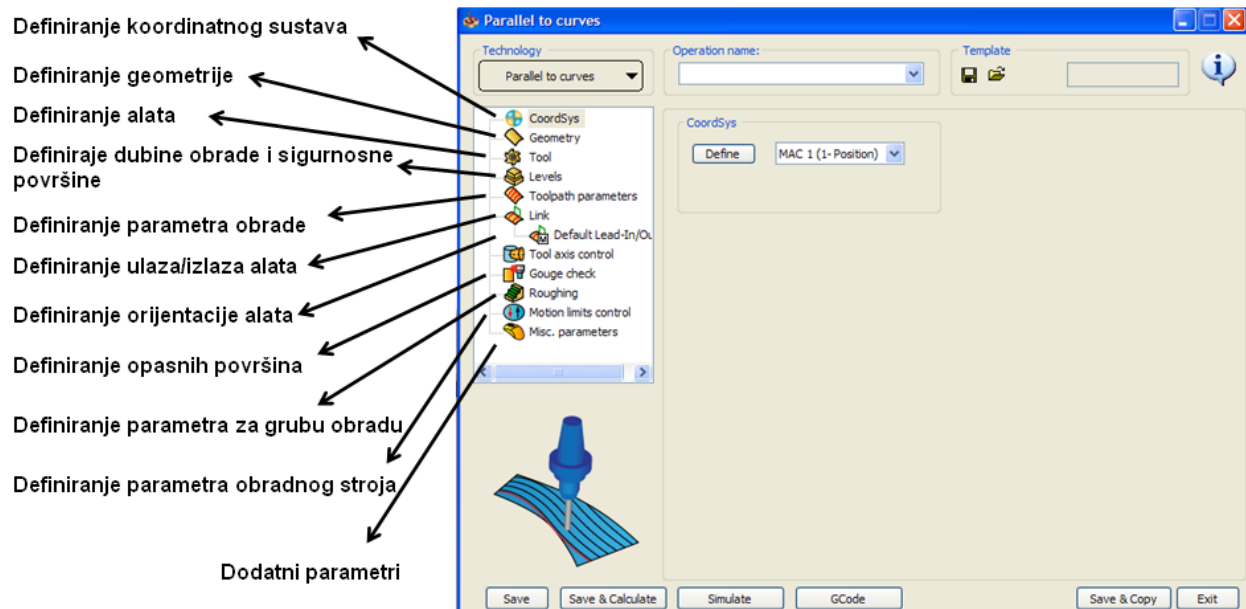 Definiranje koordinatnog sustava
Definiranje geometrije
Definiranje alata
Definiraje dubine obrade i sigurnosne
površine
Definiranje parametra obrade
Definiranje ulaza/izlaza alata
Definiranje orijentacije alata
Definiranje opasnih površina
Definiranje parametra za grubu obradu
Definiranje parametra obradnog stroja
Dodatni parametri
Parallel to curves
Technology
Parallel to curves
Operation name:
Template
CoordSys
Geometry
Tool
Levels
Toolpath parameters
Link
Default Lead-In/Ou
Tool axis control
Gouge check
Roughing
Motion limits control
Misc. parameters
CoordSys
Define
MAC 1 (1- Position)
Save
Save & Calculate
Simulate
GCode
Save & Copy
Exit